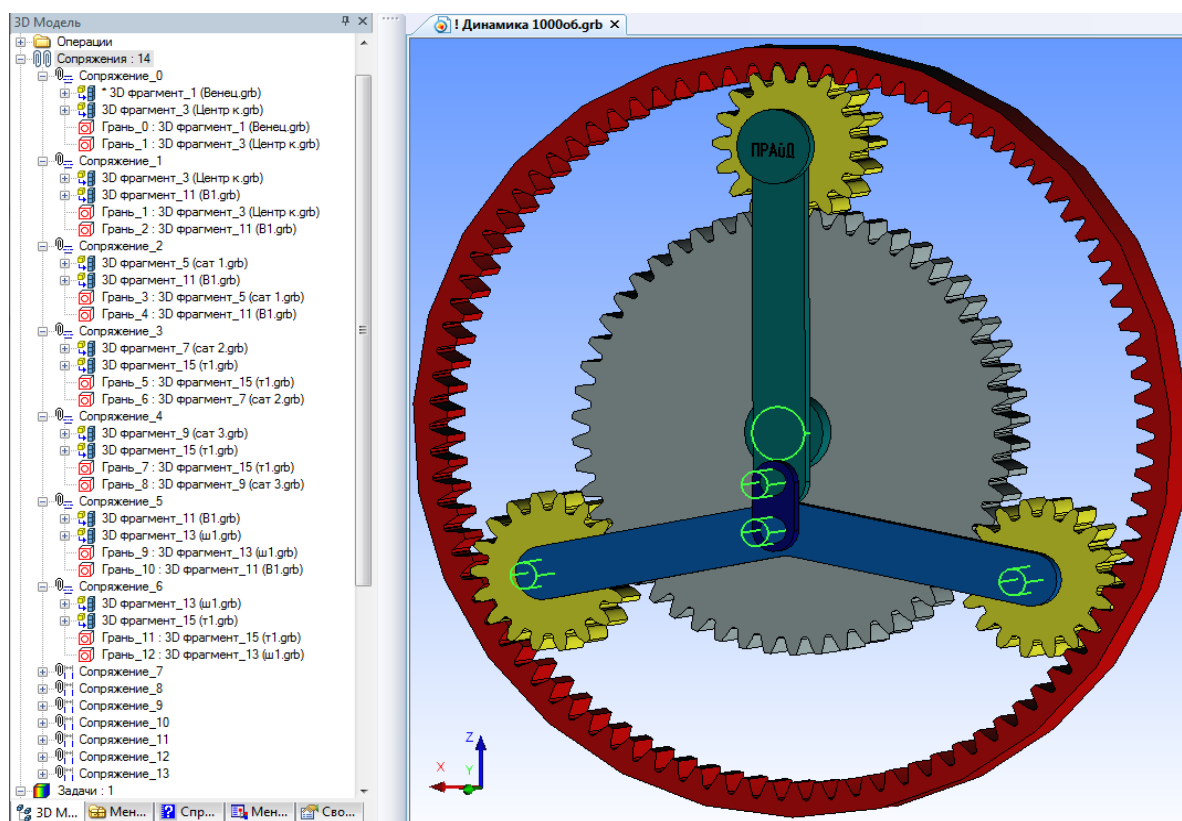 3D Модель
! Динамика 1000об.grb
Операции
Сопряжения : 14
Сопряжение_0
* 3D фрагмент_1 (Венец.grb)
3D фрагмент_3 (Центр к.grb)
Грань_0 : 3D фрагмент_1 (Венец.grb)
Грань_1 : 3D фрагмент_3 (Центр к.grb)
Сопряжение_1
3D фрагмент_3 (Центр к.grb)
3D фрагмент_11 (В1.grb)
Грань_1 : 3D фрагмент_3 (Центр к.grb)
Грань_2 : 3D фрагмент_11 (В1.grb)
Сопряжение_2
3D фрагмент_5 (сат 1.grb)
3D фрагмент_11 (В1.grb)
Грань_3 : 3D фрагмент_5 (сат 1.grb)
Грань_4 : 3D фрагмент_11 (В1.grb)
Сопряжение_3
3D фрагмент_7 (сат 2.grb)
3D фрагмент_15 (т1.grb)
Грань_5 : 3D фрагмент_15 (т1.grb)
Грань_6 : 3D фрагмент_7 (сат 2.grb)
Сопряжение_4
3D фрагмент_9 (сат 3.grb)
3D фрагмент_15 (т1.grb)
Грань_7 : 3D фрагмент_15 (т1.grb)
Грань_8 : 3D фрагмент_9 (сат 3.grb)
Сопряжение_5
3D фрагмент_11 (В1.grb)
3D фрагмент_13 (ш1.grb)
Грань_9 : 3D фрагмент_13 (ш1.grb)
Грань_10 : 3D фрагмент_11 (В1.grb)
Сопряжение_6
3D фрагмент_13 (ш1.grb)
3D фрагмент_15 (т1.grb)
Грань_11 : 3D фрагмент_15 (т1.grb)
Грань_12 : 3D фрагмент_13 (ш1.grb)
Сопряжение_7
Сопряжение_8
Сопряжение_9
Сопряжение_10
Сопряжение_11
Сопряжение_12
Сопряжение_13
Задачи : 1
3D М... Мен... Спр... Мен... Сво...
ПРАйД
Z
X
Y